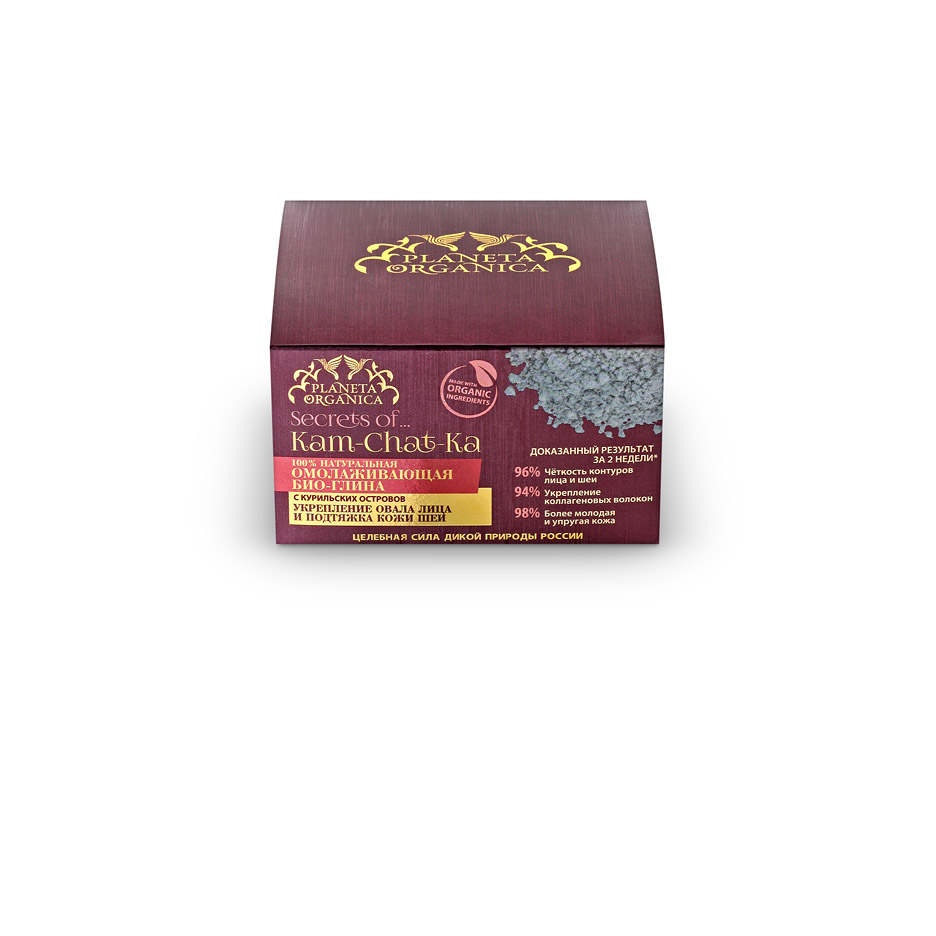 PLANETA
ORGANICA
PLANETA
ORGANICA
Secrets of...
Kam-Chat-Ka
100% НАТУРАЛЬНАЯ
ОМОЛАЖИВАЮЩАЯ
БИО-ГЛИНА
С КУРИЛЬСКИХ ОСТРОВОВ
УКРЕПЛЕНИЕ ОВАЛА ЛИЦА
И ПОДТЯЖКА КОЖИ ШЕИ
MADE WITH
ORGANIC
INGREDIENTS
ДОКАЗАННЫЙ РЕЗУЛЬТАТ
ЗА 2 НЕДЕЛИ*
96% Чёткость контуров
лица и шеи
94% Укрепление
коллагеновых волокон
98% Более молодая
и упругая кожа
ЦЕЛЕБНАЯ СИЛА ДИКОЙ ПРИРОДЫ РОССИИ